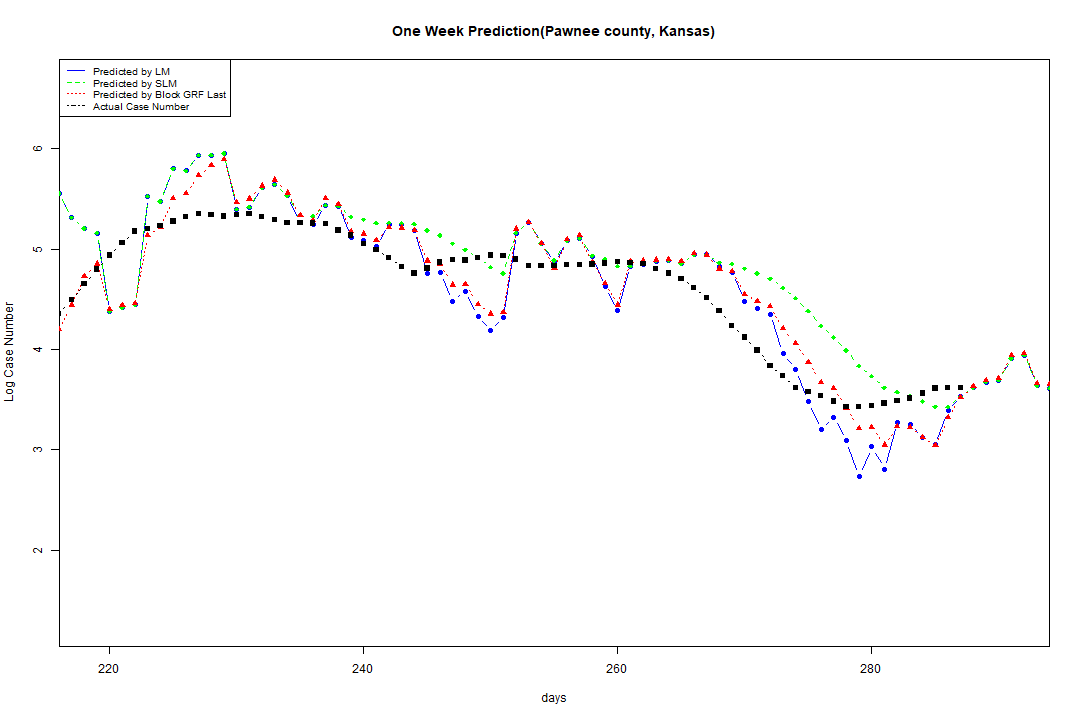 One Week Prediction(Pawnee county, Kansas)
Predicted by LM
Predicted by SLM
Predicted by Block GRF Last
Actual Case Number
6
5
4
3
2
Log Case Number
220 240 260 280
days